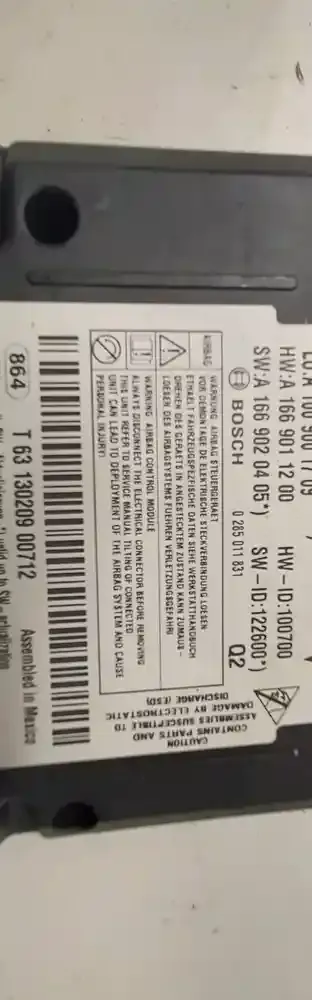 HW:A 166 901 12 00 HW-ID:100700
SW:A 166 902 04 05*) SW-ID:122600*)
BOSCH 0 285 011 831 Q2
AIRBAG
WARNUNG AIRBAG STEUERGERAET
VOR DEMONTAGE DE ELEKTRISCHE STECKVERBINDUNG LOESEN
ETHAELT FAHRZEUGSPEZIFISCHE DATEN SIEHE WERKSTATTHANDBUCH
DREHEN DES GERAETS IN ANGESTECKTEM ZUSTAND KANN ZUMAUS-
LOESEN DES AIRBAGSYSTEMS FUEHREN VERLETZUNGSGEFAHR!
WARNING AIRBAG CONTROL MODULE
ALWAYS DISCONNECT THE ELECTRICAL CONNECTOR BEFORE REMOVING
THIS UNIT REFER TO SERVICE MANUAL TILTING OF CONNECTED
UNIT CAN LEAD TO DEPLOYMENT OF THE AIRBAG SYSTEM AND CAUSE
PERSONAL INJURY!
CAUTION
CONTAINS PARTS AND
ASSEMBLIES SUSCEPTIBLE TO
DAMAGE BY ELECTROSTATIC
DISCHARGE (ESD)
864 T 63 130209 00712
Assembled in Mexico